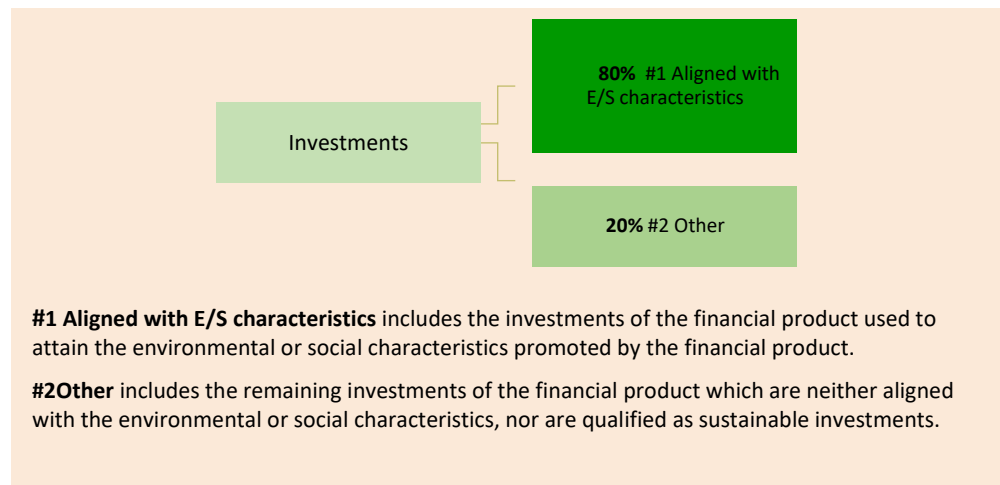 80% #1 Aligned with
E/S characteristics
Investments
20% #2 Other
#1 Aligned with E/S characteristics includes the investments of the financial product used to
attain the environmental or social characteristics promoted by the financial product.
#2Other includes the remaining investments of the financial product which are neither aligned
with the environmental or social characteristics, nor are qualified as sustainable investments.